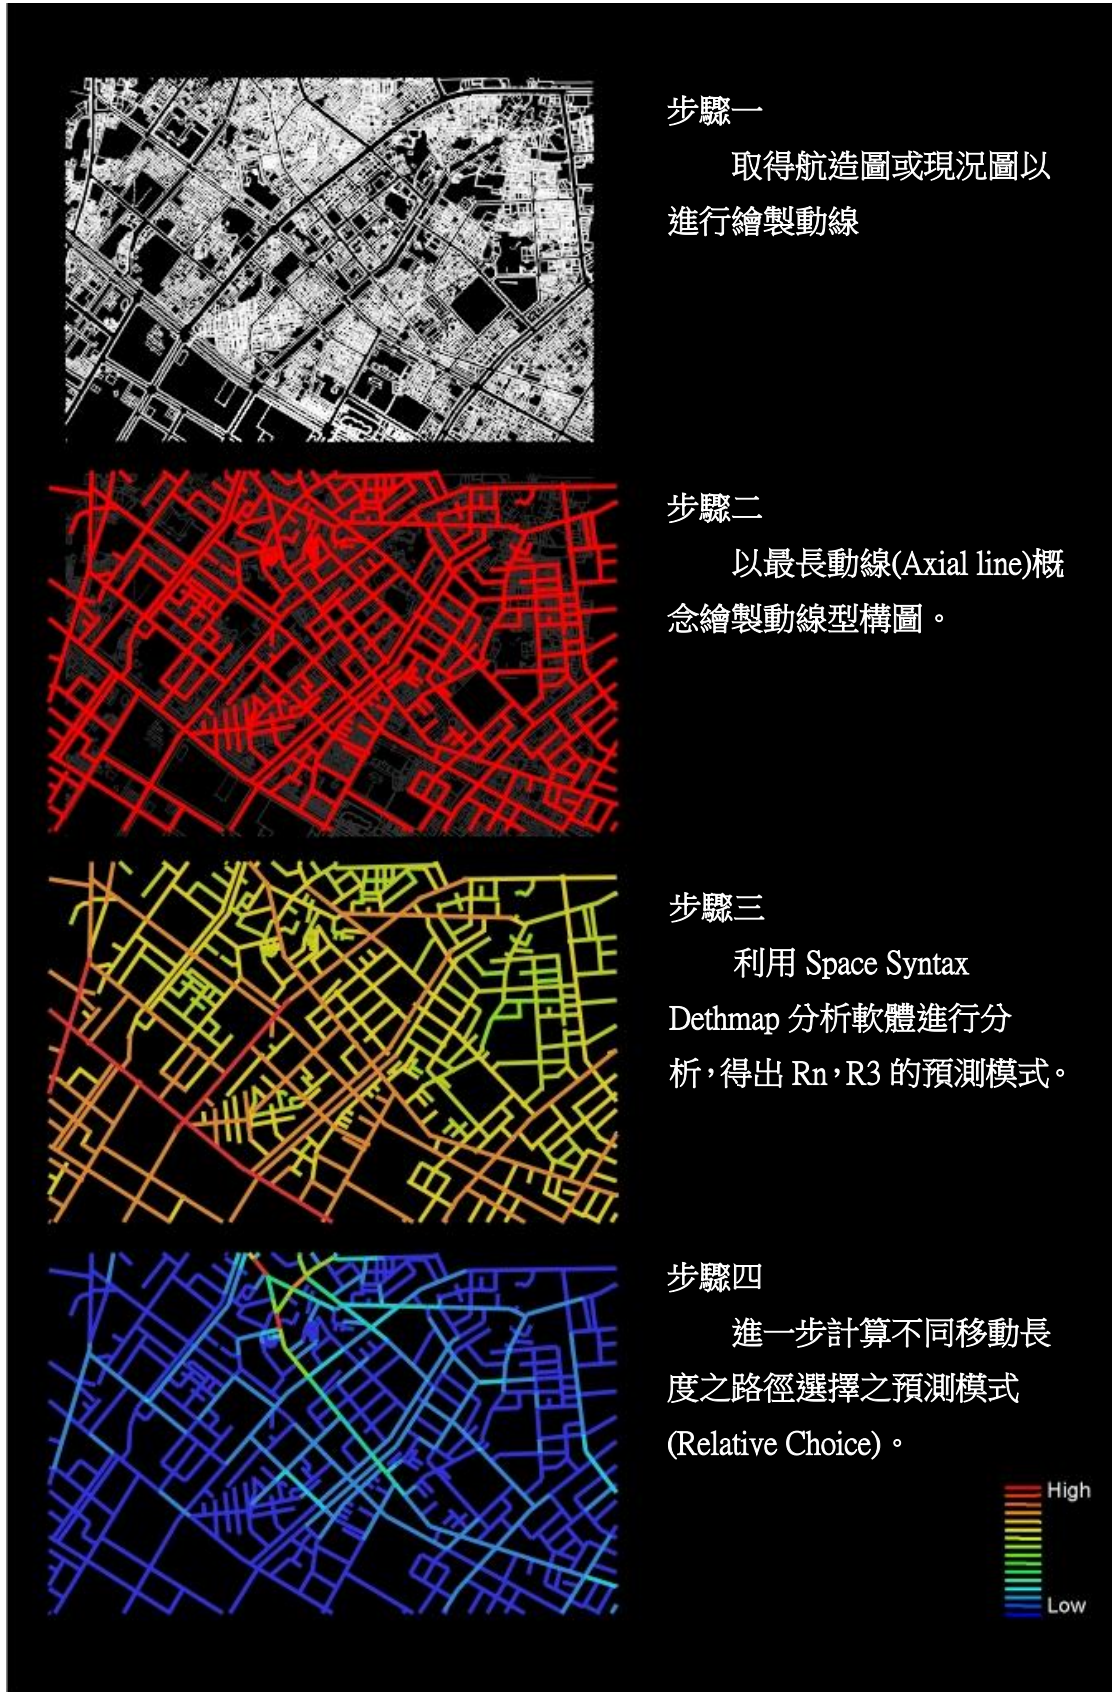 步驟一
取得航造圖或現況圖以
進行繪製動線
步驟二
以最長動線(Axial line)概
念繪製動線型構圖。
步驟三
利用 Space Syntax
Dethmap 分析軟體進行分
析，得出 Rn，R3 的預測模式。
步驟四
進一步計算不同移動長
度之路徑選擇之預測模式
(Relative Choice)。
High
Low